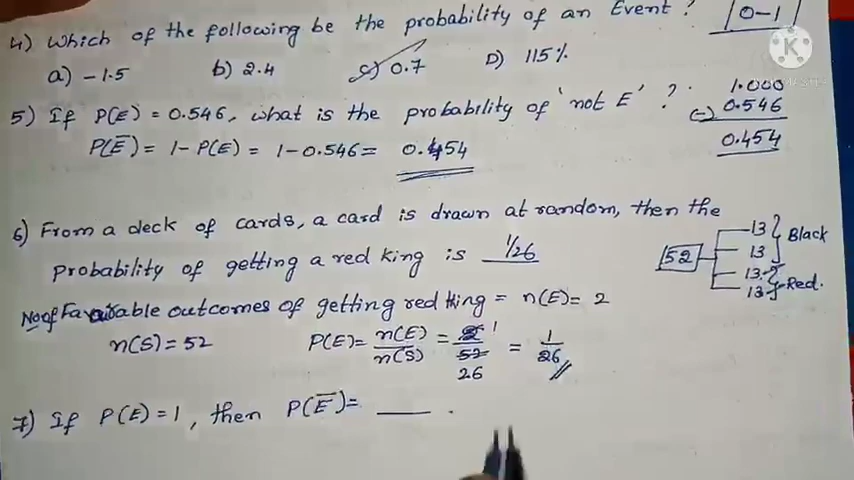 4) Which of the following be the probability of an Event? 0-1
a) -1.5 b) 2.4 c) 0.7 D) 115%
5) If P(E) = 0.546, what is the probability of 'not E' ?
P(E̅) = 1 - P(E) = 1 - 0.546 = 0.454
1.000
(-) 0.546
0.454
6) From a deck of cards, a card is drawn at random, then the
probability of getting a red king is 1/26
52
13
13 } Black
13
13 } Red.
No of Favourable outcomes of getting red king = n(E) = 2
n(S) = 52 P(E) = n(E)/n(S) = 2/52 = 1/26
1
26
7) If P(E) = 1, then P(E̅) = ____ .